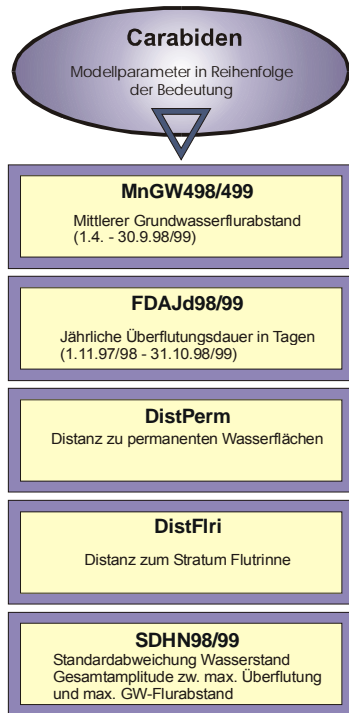 Carabiden
Modellparameter in Reihenfolge
der Bedeutung
MnGW498/499
Mittlerer Grundwasserflurabstand
(1.4. - 30.9.98/99)
FDAJd98/99
Jährliche Überflutungsdauer in Tagen
(1.11.97/98 - 31.10.98/99)
DistPerm
Distanz zu permanenten Wasserflächen
DistFlri
Distanz zum Stratum Flutrinne
SDHN98/99
Standardabweichung Wasserstand
Gesamtamplitude zw. max. Überflutung
und max. GW-Flurabstand